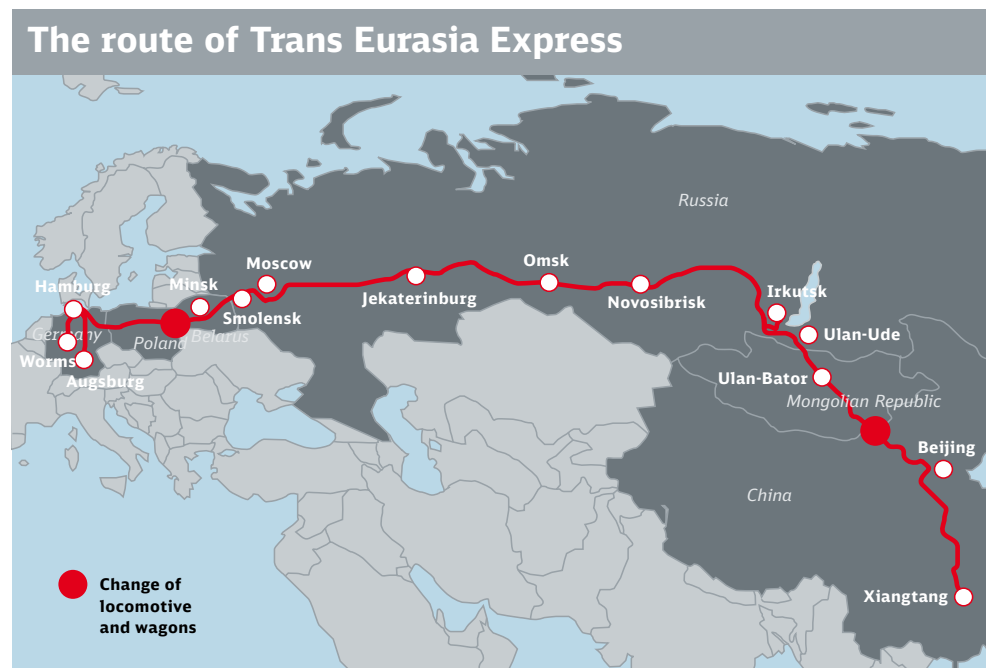 The route of Trans Eurasia Express
Russia
Moscow
Omsk
Hamburg
Minsk
Irkutsk
Jekaterinburg
Novosibrisk
Smolensk
Germany
Poland
Belarus
Ulan-Ude
Worms
Augsburg
Ulan-Bator
Mongolian Republic
Beijing
China
Change of
locomotive
and wagons
Xiangtang